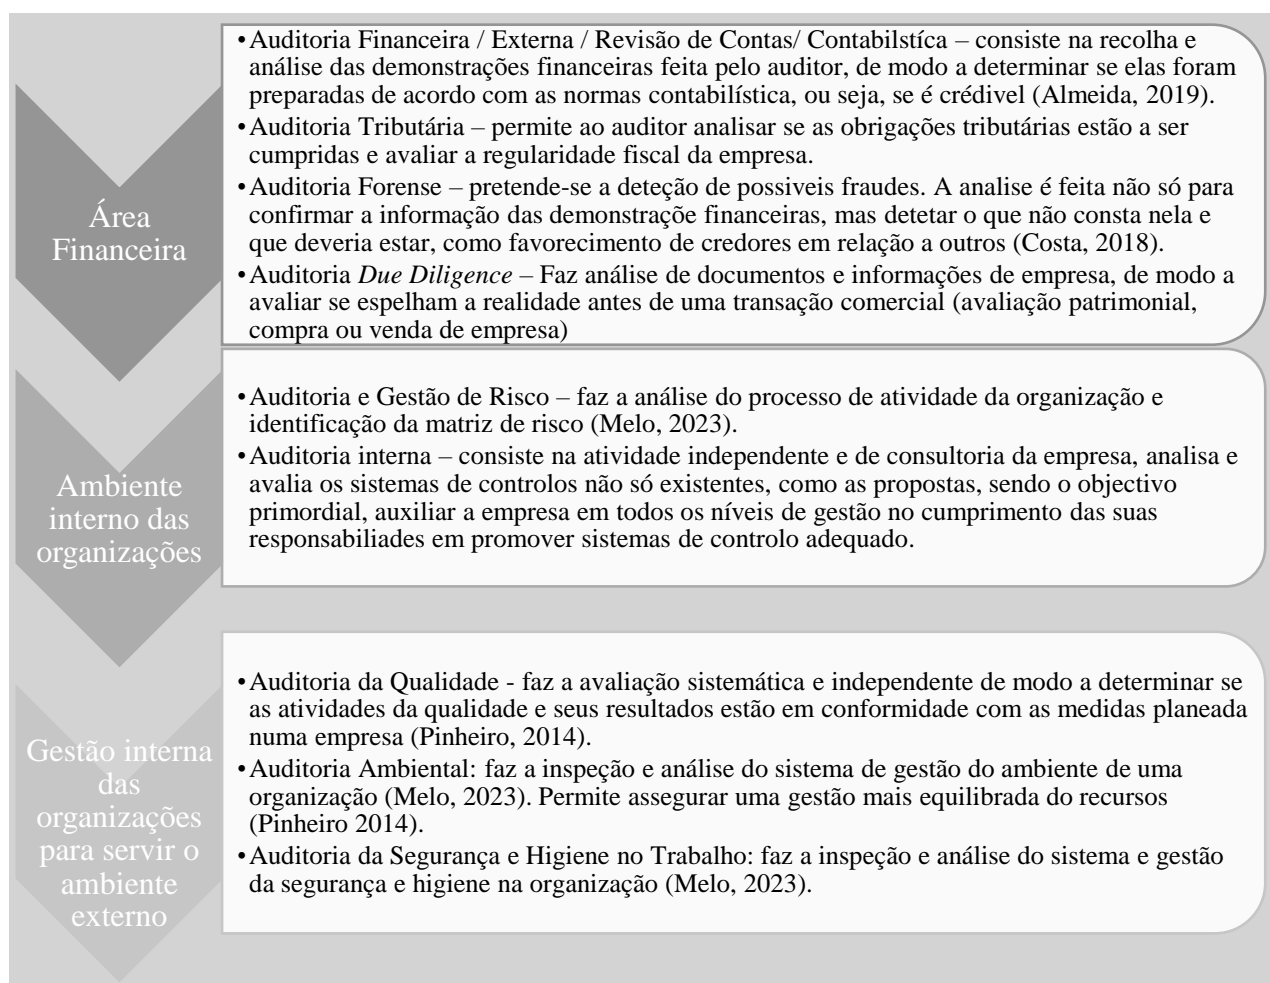 Área
Financeira
•Auditoria Financeira / Externa / Revisão de Contas/ Contabilstíca – consiste na recolha e
análise das demonstrações financeiras feita pelo auditor, de modo a determinar se elas foram
preparadas de acordo com as normas contabilística, ou seja, se é crédivel (Almeida, 2019).
•Auditoria Tributária – permite ao auditor analisar se as obrigações tributárias estão a ser
cumpridas e avaliar a regularidade fiscal da empresa.
•Auditoria Forense – pretende-se a deteção de possiveis fraudes. A analise é feita não só para
confirmar a informação das demonstraçõe financeiras, mas detetar o que não consta nela e
que deveria estar, como favorecimento de credores em relação a outros (Costa, 2018).
•Auditoria Due Diligence – Faz análise de documentos e informações de empresa, de modo a
avaliar se espelham a realidade antes de uma transação comercial (avaliação patrimonial,
compra ou venda de empresa)
Ambiente
interno das
organizações
•Auditoria e Gestão de Risco – faz a análise do processo de atividade da organização e
identificação da matriz de risco (Melo, 2023).
•Auditoria interna – consiste na atividade independente e de consultoria da empresa, analisa e
avalia os sistemas de controlos não só existentes, como as propostas, sendo o objectivo
primordial, auxiliar a empresa em todos os níveis de gestão no cumprimento das suas
responsabiliades em promover sistemas de controlo adequado.
Gestão interna
das
organizações
para servir o
ambiente
externo
•Auditoria da Qualidade - faz a avaliação sistemática e independente de modo a determinar se
as atividades da qualidade e seus resultados estão em conformidade com as medidas planeada
numa empresa (Pinheiro, 2014).
•Auditoria Ambiental: faz a inspeção e análise do sistema de gestão do ambiente de uma
organização (Melo, 2023). Permite assegurar uma gestão mais equilibrada do recursos
(Pinheiro 2014).
•Auditoria da Segurança e Higiene no Trabalho: faz a inspeção e análise do sistema e gestão
da segurança e higiene na organização (Melo, 2023).